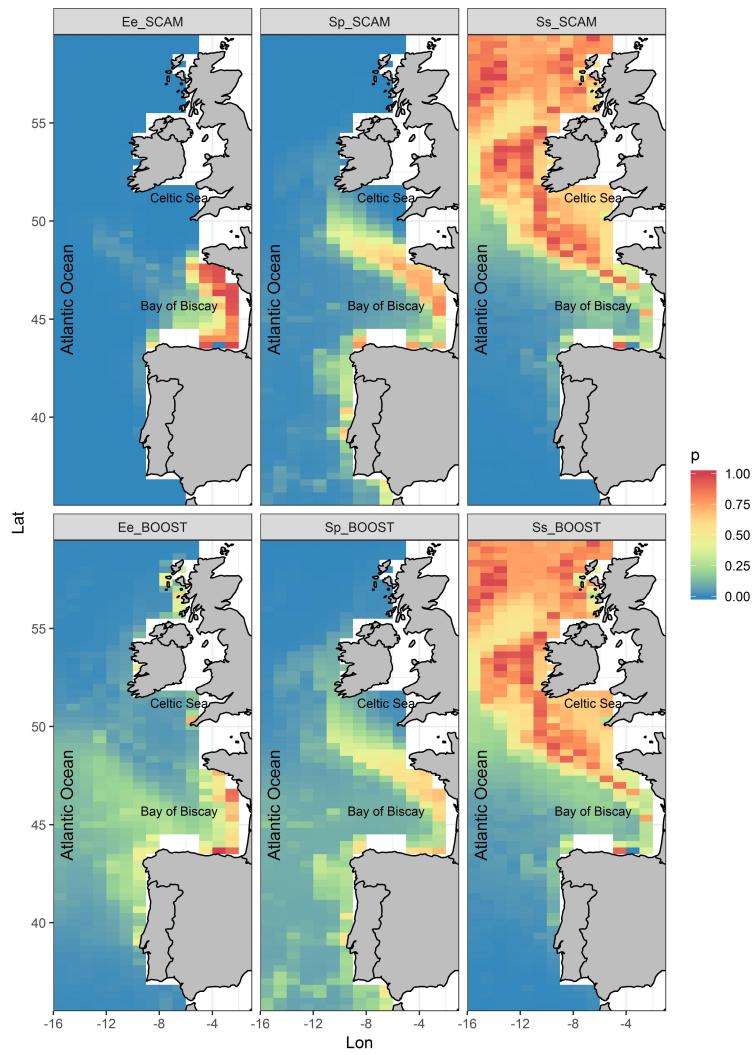 Ee_SCAM Sp_SCAM Ss_SCAM
55
Celtic Sea Celtic Sea Celtic Sea
50
Atlantic Ocean Atlantic Ocean Atlantic Ocean
Bay of Biscay Bay of Biscay Bay of Biscay
45
40
p
1.00
0.75
0.50
0.25
0.00
Lat
Ee_BOOST Sp_BOOST Ss_BOOST
55
Celtic Sea Celtic Sea Celtic Sea
50
Atlantic Ocean Atlantic Ocean Atlantic Ocean
Bay of Biscay Bay of Biscay Bay of Biscay
45
40
-16 -12 -8 -4 -16 -12 -8 -4 -16 -12 -8 -4
Lon